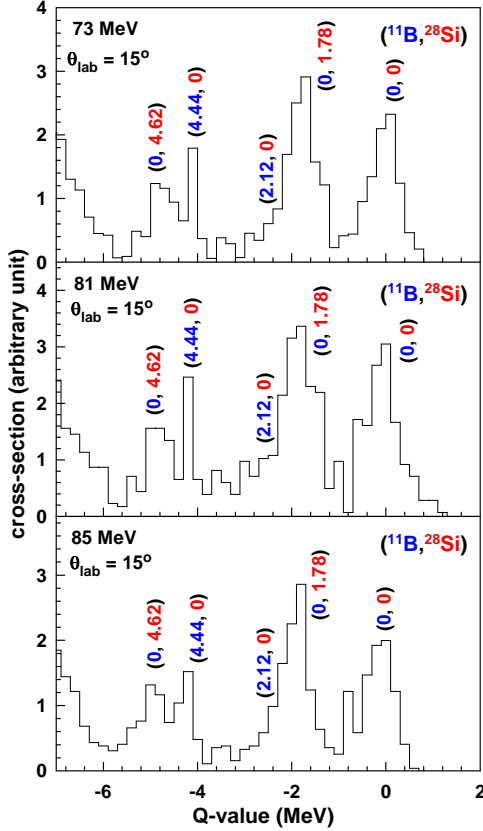 73 MeV
θlab = 15°
(¹¹B,²⁸Si)
(0, 4.62)
(4.44, 0)
(2.12, 0)
(0, 1.78)
(0, 0)
4
3
2
1
0
81 MeV
θlab = 15°
(¹¹B,²⁸Si)
(0, 4.62)
(4.44, 0)
(2.12, 0)
(0, 1.78)
(0, 0)
4
3
2
1
0
85 MeV
θlab = 15°
(¹¹B,²⁸Si)
(0, 4.62)
(4.44, 0)
(2.12, 0)
(0, 1.78)
(0, 0)
3
2
1
0
cross-section (arbitrary unit)
-6 -4 -2 0 2
Q-value (MeV)